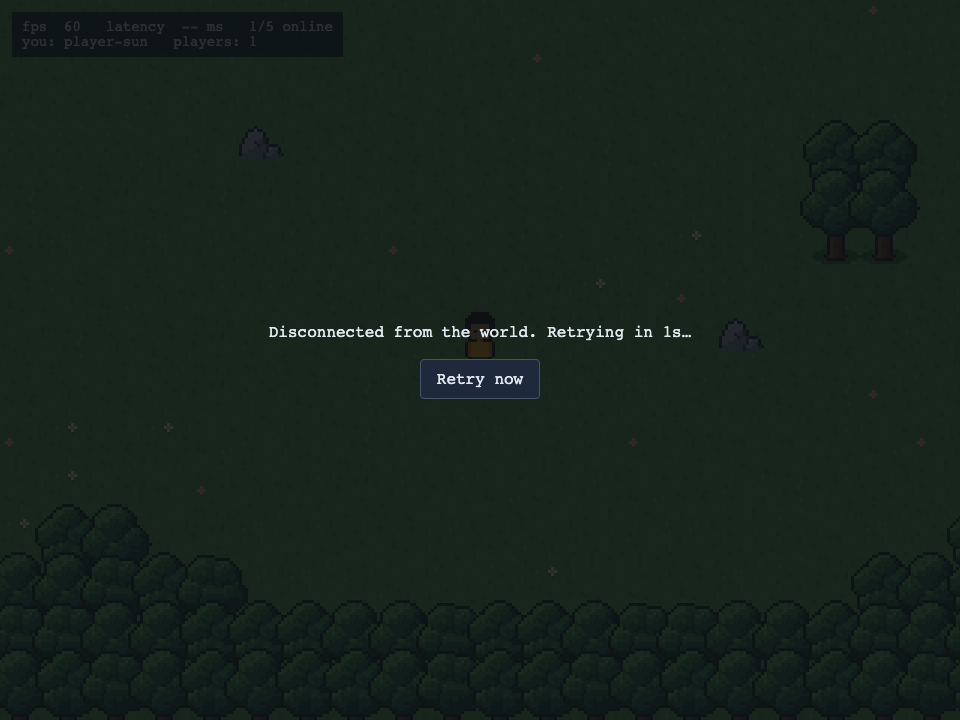 fps 60 latency -- ms 1/5 online
you: player-sun players: 1
Disconnected from the world. Retrying in 1s…
Retry now